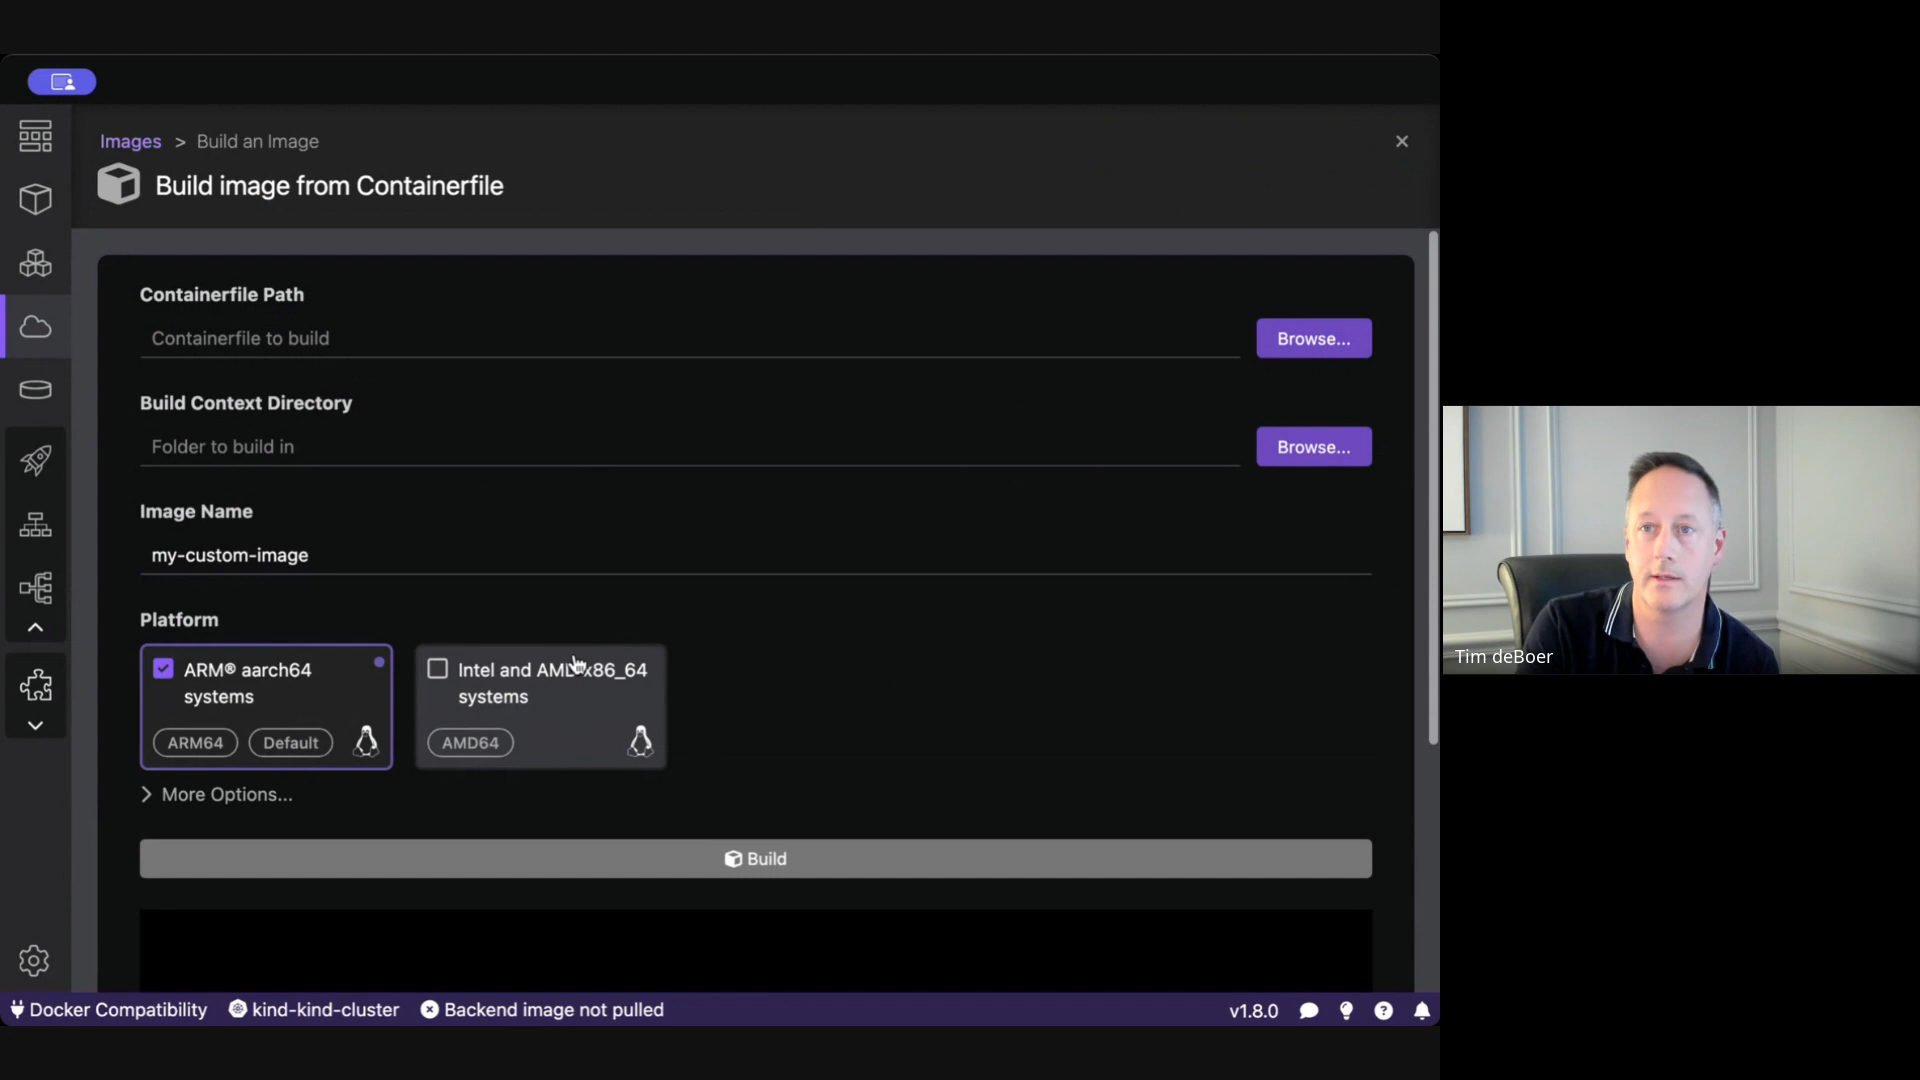 Images > Build an Image
Build image from Containerfile
Containerfile Path
Containerfile to build
Browse...
Build Context Directory
Folder to build in
Browse...
Image Name
my-custom-image
Platform
ARM® aarch64
systems
ARM64
Default
Intel and AMD x86_64
systems
AMD64
More Options...
Build
Tim deBoer
Docker Compatibility
kind-kind-cluster
Backend image not pulled
v1.8.0